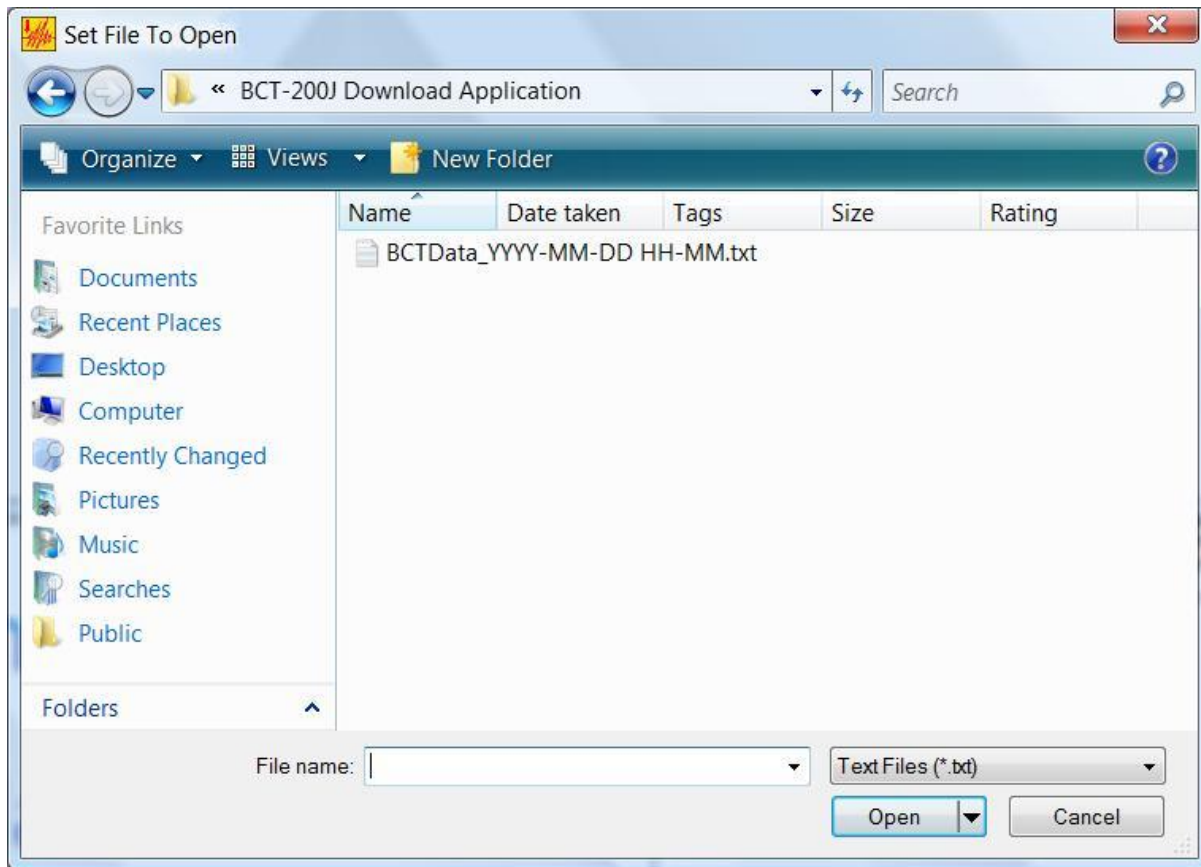 Set File To Open
« BCT-200J Download Application
Search
Organize Views New Folder
Favorite Links
Documents
Recent Places
Desktop
Computer
Recently Changed
Pictures
Music
Searches
Public
Folders
Name Date taken Tags Size Rating
BCTData_YYYY-MM-DD HH-MM.txt
File name:
Text Files (*.txt)
Open Cancel